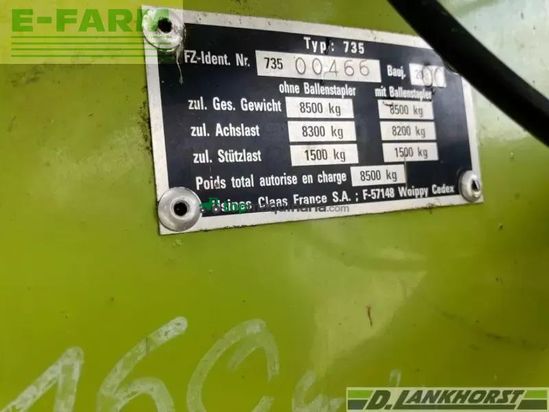 E-FARM
Typ: 735
FZ-Ident. Nr. 735 00466 Bauj.
ohne Ballenstapler mit Ballenstapler
zul. Ges. Gewicht 8500 kg 8500 kg
zul. Achslast 8300 kg 8200 kg
zul. Stützlast 1500 kg 1500 kg
Poids total autorise en charge 8500 kg
Usines Claas France S.A.; F-57148 Woippy Cedex
D. LANKHORST